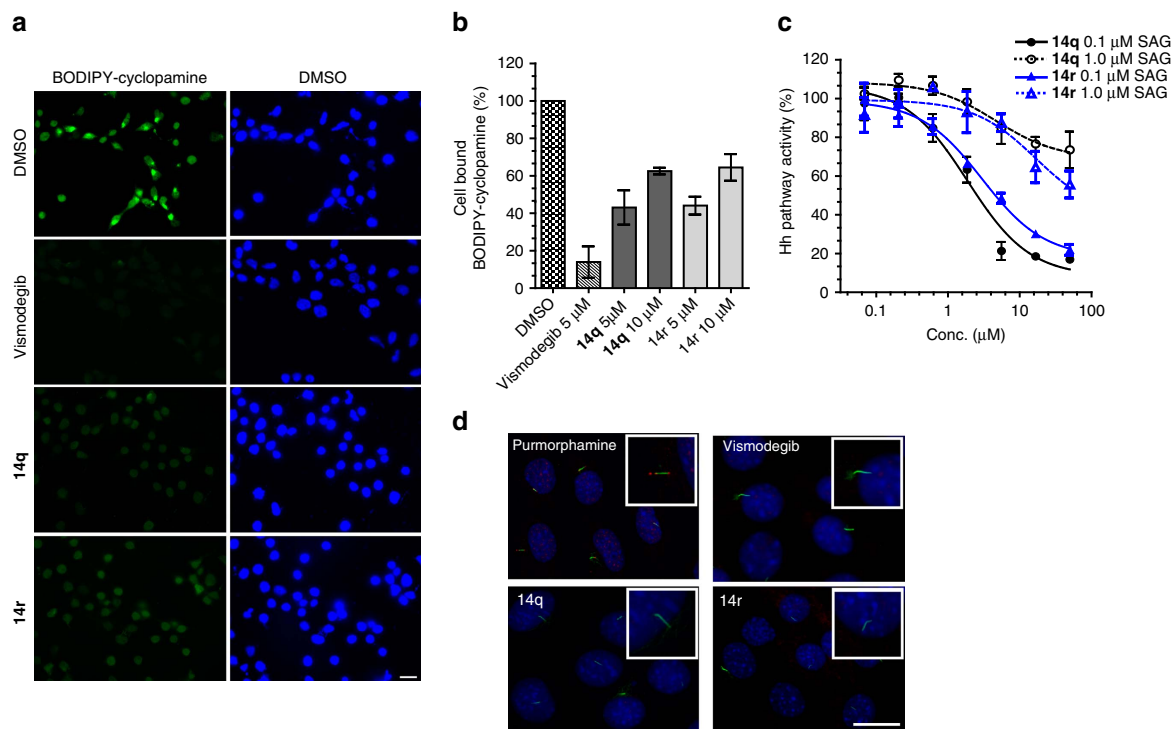 a
BODIPY-cyclopamine
DMSO
DMSO
Vismodegib
14q
14r
b
Cell bound
BODIPY-cyclopamine (%)
120
100
80
60
40
20
0
DMSO
Vismodegib 5 μM
14q 5μM
14q 10 μM
14r 5 μM
14r 10 μM
c
14q 0.1 μM SAG
14q 1.0 μM SAG
14r 0.1 μM SAG
14r 1.0 μM SAG
Hh pathway activity (%)
120
100
80
60
40
20
0
0.1
1
10
100
Conc. (μM)
d
Purmorphamine
Vismodegib
14q
14r